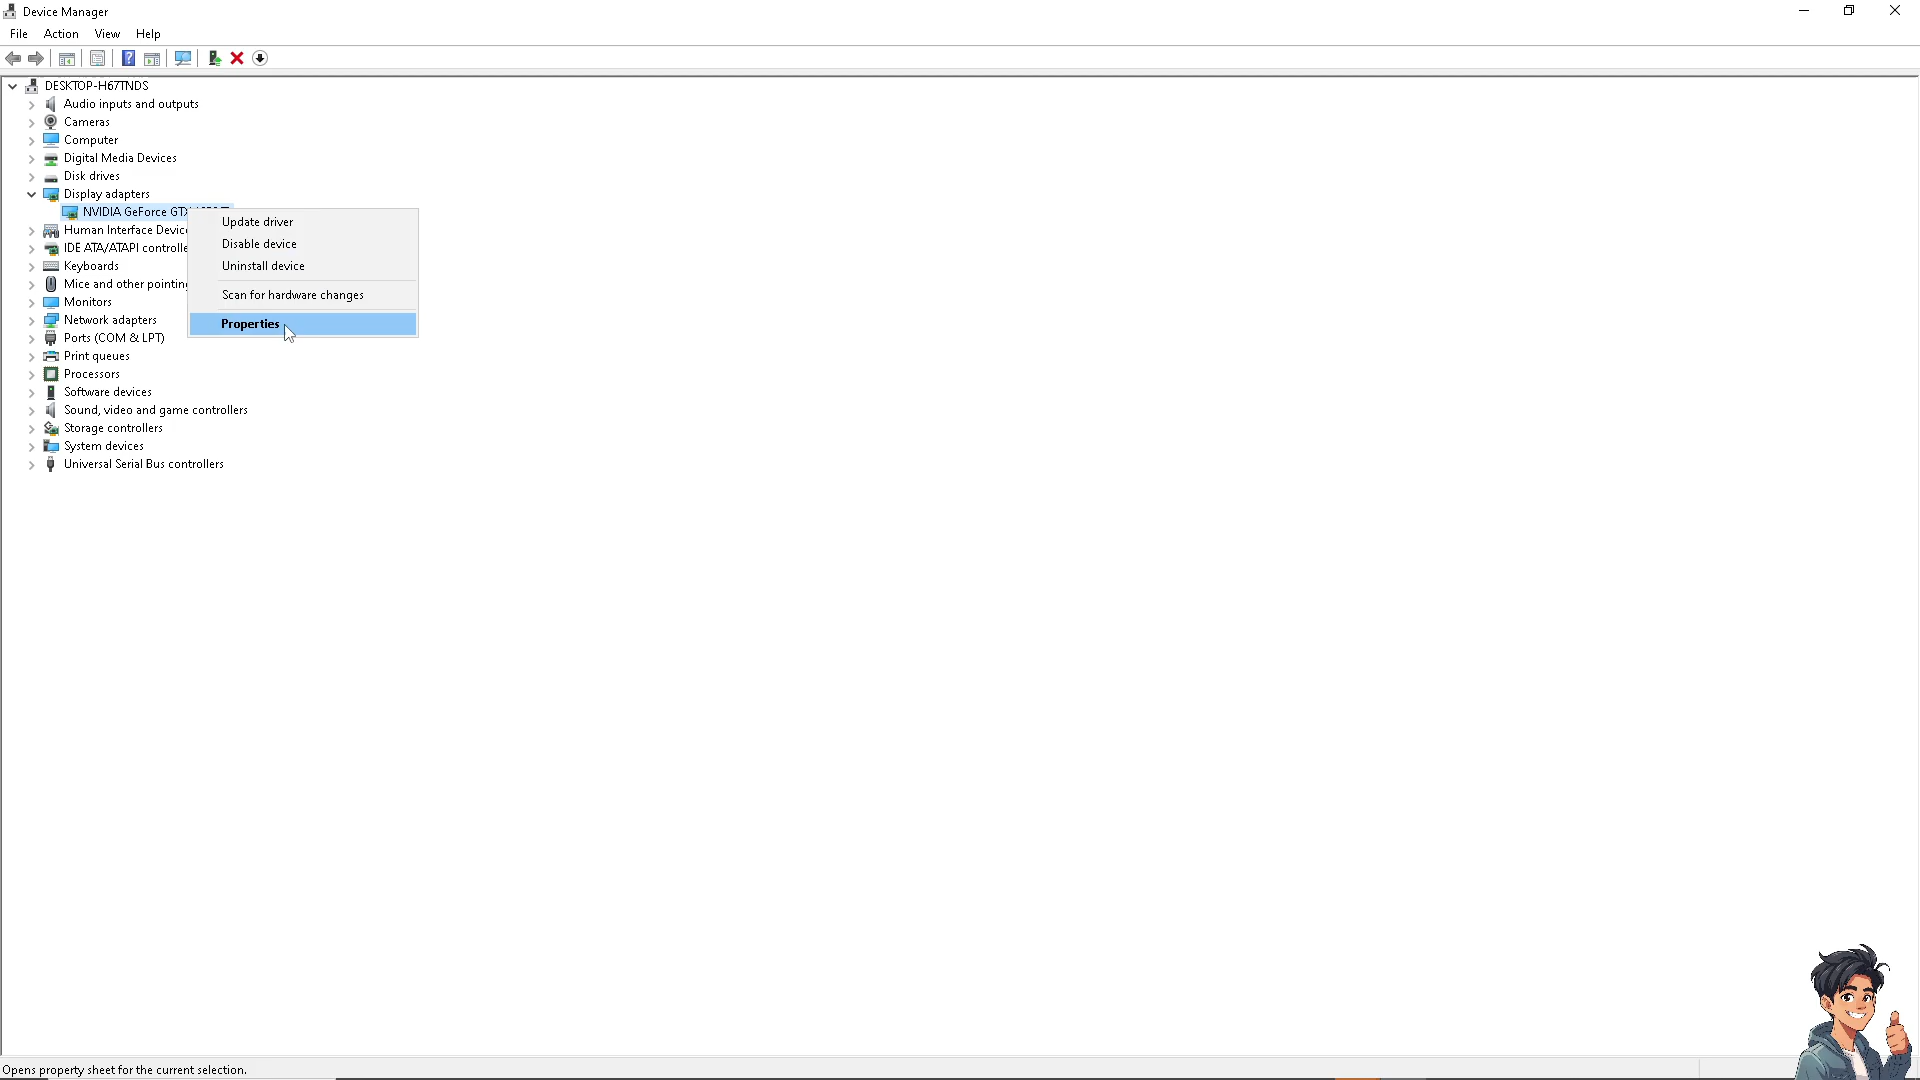 Device Manager
File Action View Help
DESKTOP-H67TNDS
Audio inputs and outputs
Cameras
Computer
Digital Media Devices
Disk drives
Display adapters
NVIDIA GeForce
Human Interface
IDE ATA/ATAPI
Keyboards
Mice and other
Monitors
Network adapters
Ports (COM & LPT)
Print queues
Processors
Software devices
Sound, video and game controllers
Storage controllers
System devices
Universal Serial Bus controllers
Update driver
Disable device
Uninstall device
Scan for hardware changes
Properties
Opens property sheet for the current selection.